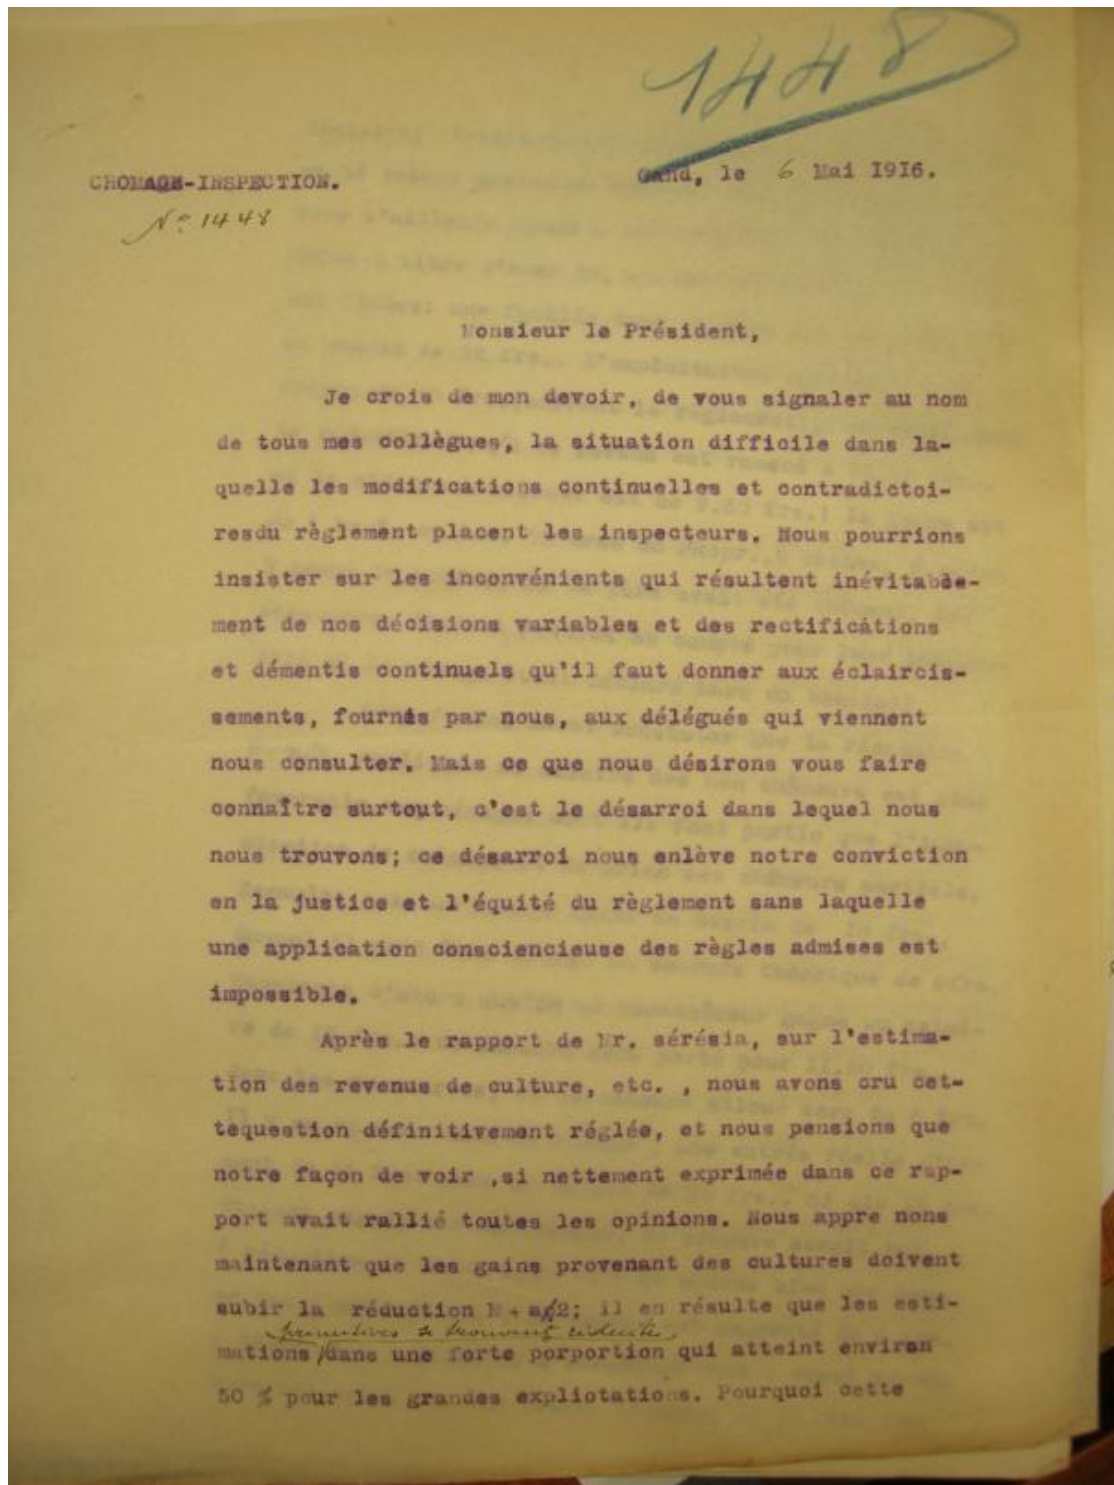 1448
CHOMAGE-INSPECTION.
Gand, le 6 Mai 1916.
No. 1448
Monsieur le Président,
Je crois de mon devoir, de vous signaler au nom
de tous mes collègues, la situation difficile dans la-
quelle les modifications continuelles et contradictoi-
resdu règlement placent les inspecteurs. Nous pourrions
insister sur les inconvénients qui résultent inévitable-
ment de nos décisions variables et des rectificátions
et démentis continuels qu'il faut donner aux éclaircis-
sements, fournis par nous, aux délégués qui viennent
nous consulter. Mais ce que nous désirons vous faire
connaître surtout, c'est le désarroi dans lequel nous
nous trouvons; ce désarroi nous enlève notre conviction
en la justice et l'équité du règlement sans laquelle
une application consciencieuse des règles admises est
impossible.
Après le rapport de Mr. sérésia, sur l'estima-
tion des revenus de culture, etc. , nous avons cru cet-
tequestion définitivement réglée, et nous pensions que
notre façon de voir ,si nettement exprimée dans ce rap-
port avait rallié toutes les opinions. Nous appre nons
maintenant que les gains provenant des cultures doivent
subir la réduction M + a/2; il en résulte que les esti-
primitives se trouvent réduites
mations dans une forte porportion qui atteint environ
50 % pour les grandes expliotations. Pourquoi cette